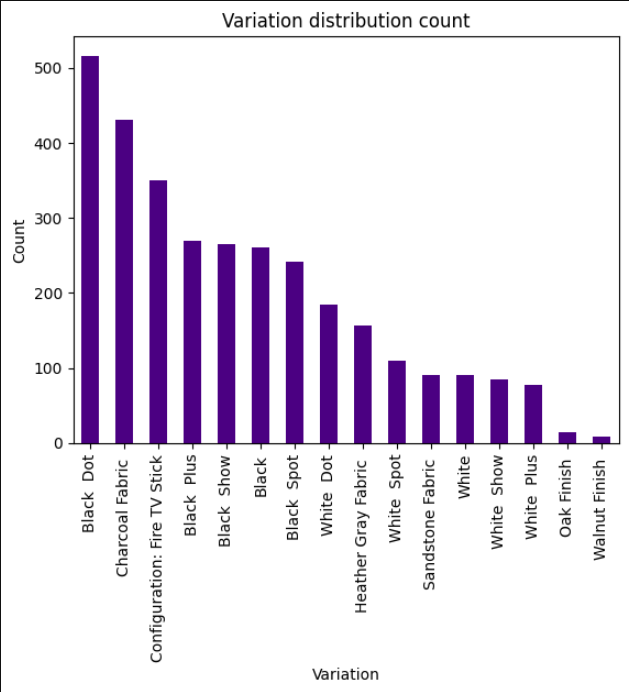 Variation distribution count
500
400
300
200
100
0
Count
Black  Dot
Charcoal Fabric
Configuration: Fire TV Stick
Black  Plus
Black  Show
Black
Black  Spot
White  Dot
Heather Gray Fabric
White  Spot
Sandstone Fabric
White
White  Show
White  Plus
Oak Finish
Walnut Finish
Variation